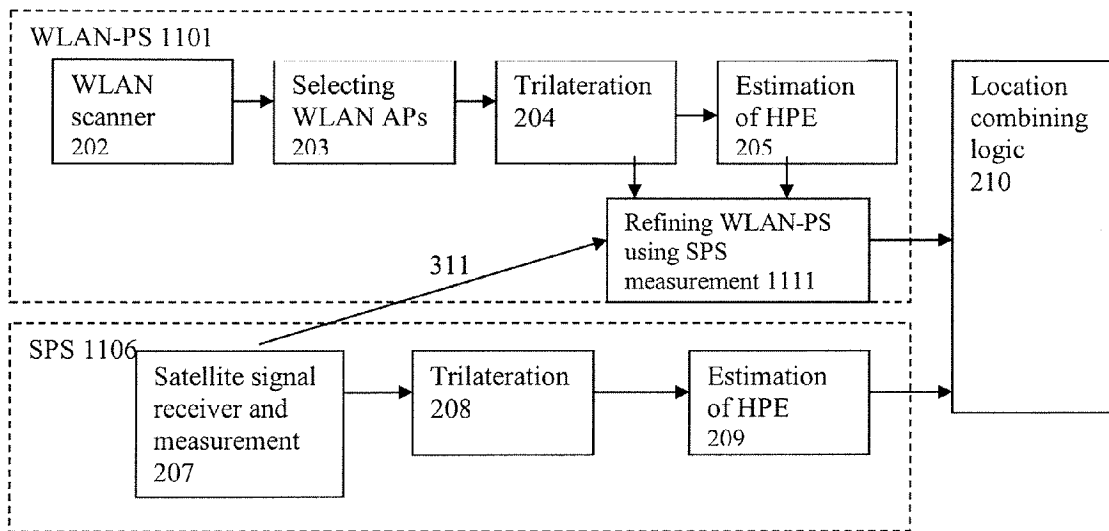 WLAN-PS 1101
WLAN
scanner
202
Selecting
WLAN APs
203
Trilateration
204
Estimation
of HPE
205
Location
combining
logic
210
Refining WLAN-PS
using SPS
measurement 1111
311
SPS 1106
Satellite signal
receiver and
measurement
207
Trilateration
208
Estimation
of HPE
209